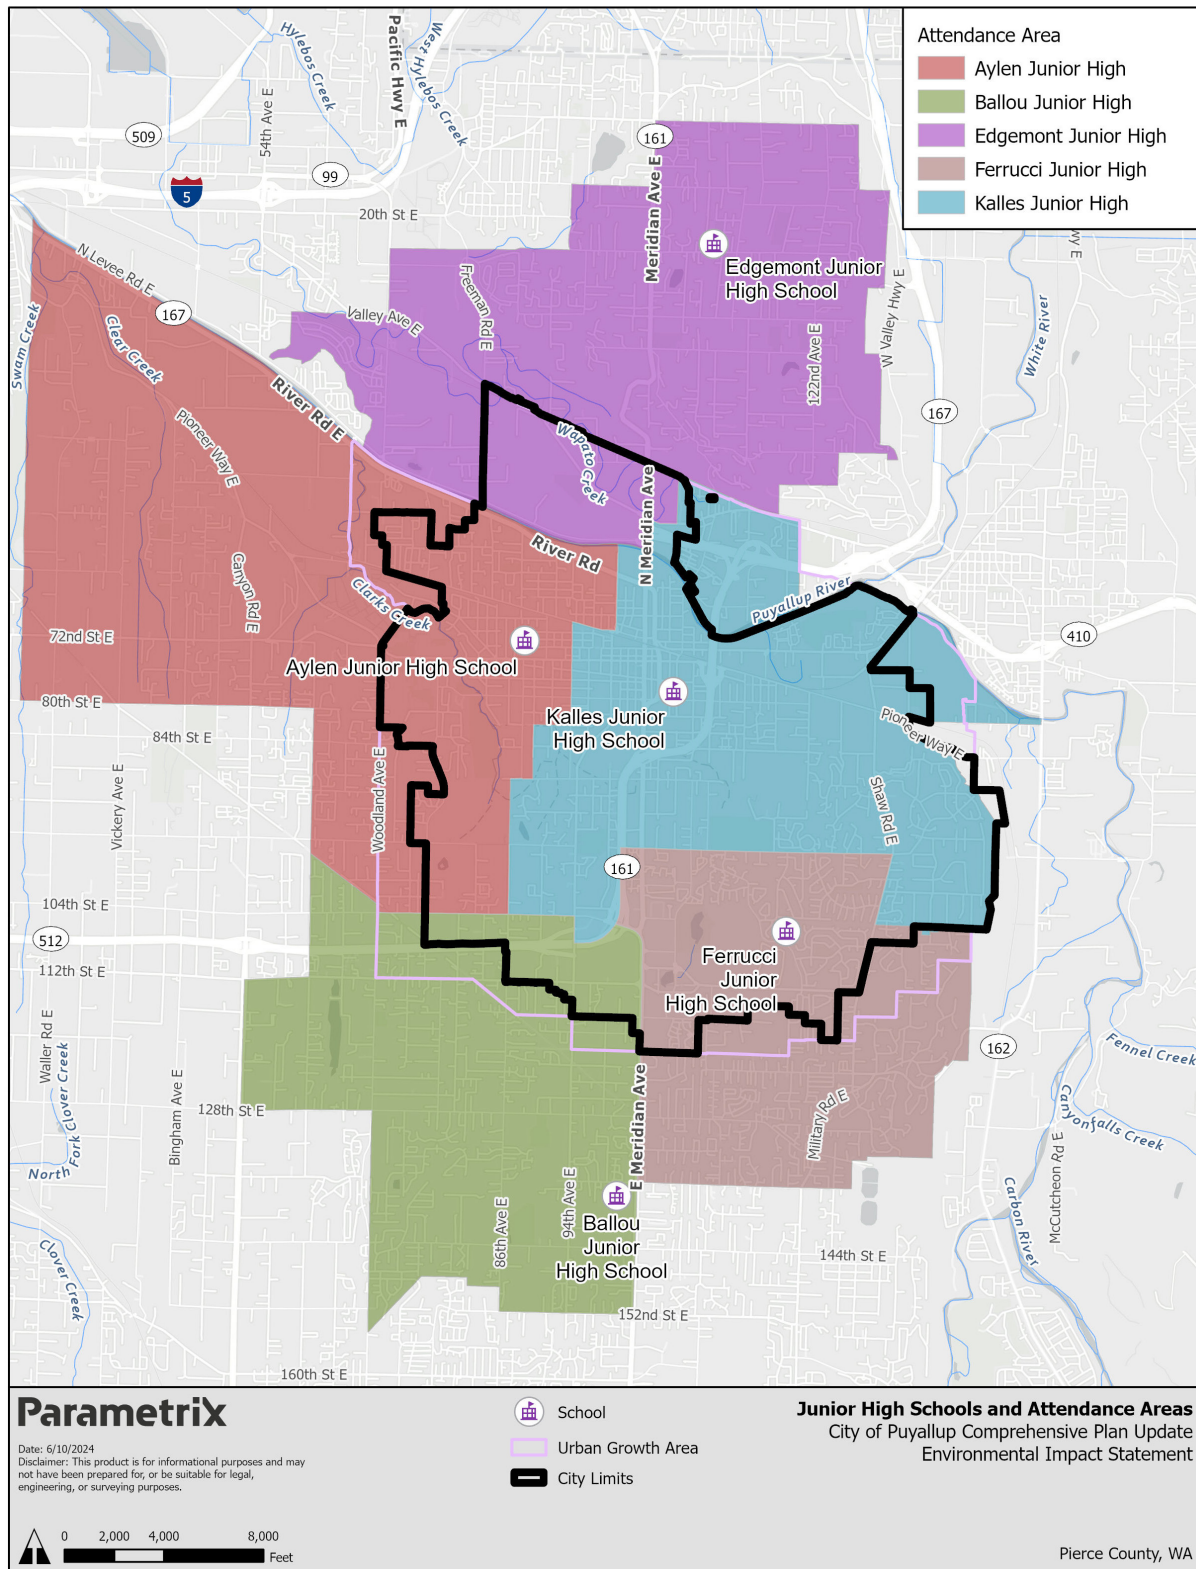 Attendance Area
Aylen Junior High
Ballou Junior High
Edgemont Junior High
Ferrucci Junior High
Kalles Junior High
Hylebos Creek
Pacific Hwy E
West Hylebos Creek
54th Ave E
509
99
5
161
20th St E
Meridian Ave E
Edgemont Junior
High School
wy E
N Levee Rd E
167
Valley Ave E
Freeman Rd E
122nd Ave E
W Valley Hwy E
White River
Swam Creek
Clear Creek
River Rd E
Pioneer Way E
167
Wapato Creek
N Meridian Ave
River Rd
Canyon Rd E
Clarks Creek
Puyallup River
410
72nd St E
Aylen Junior High School
80th St E
84th St E
Kalles Junior
High School
Pioneer Way E
Vickery Ave E
Woodland Ave E
Shaw Rd E
161
104th St E
512
112th St E
Ferrucci
Junior
High School
Waller Rd E
162
Fennel Creek
North Fork Clover Creek
Bingham Ave E
128th St E
E Meridian Ave
Military Rd E
Canyonfalls Creek
McCutcheon Rd E
Carbon River
86th Ave E
94th Ave E
Ballou
Junior
High School
144th St E
Clover Creek
152nd St E
160th St E
Parametrix
Date: 6/10/2024
Disclaimer: This product is for informational purposes and may
not have been prepared for, or be suitable for legal,
engineering, or surveying purposes.
0 2,000 4,000 8,000
Feet
School
Urban Growth Area
City Limits
Junior High Schools and Attendance Areas
City of Puyallup Comprehensive Plan Update
Environmental Impact Statement
Pierce County, WA